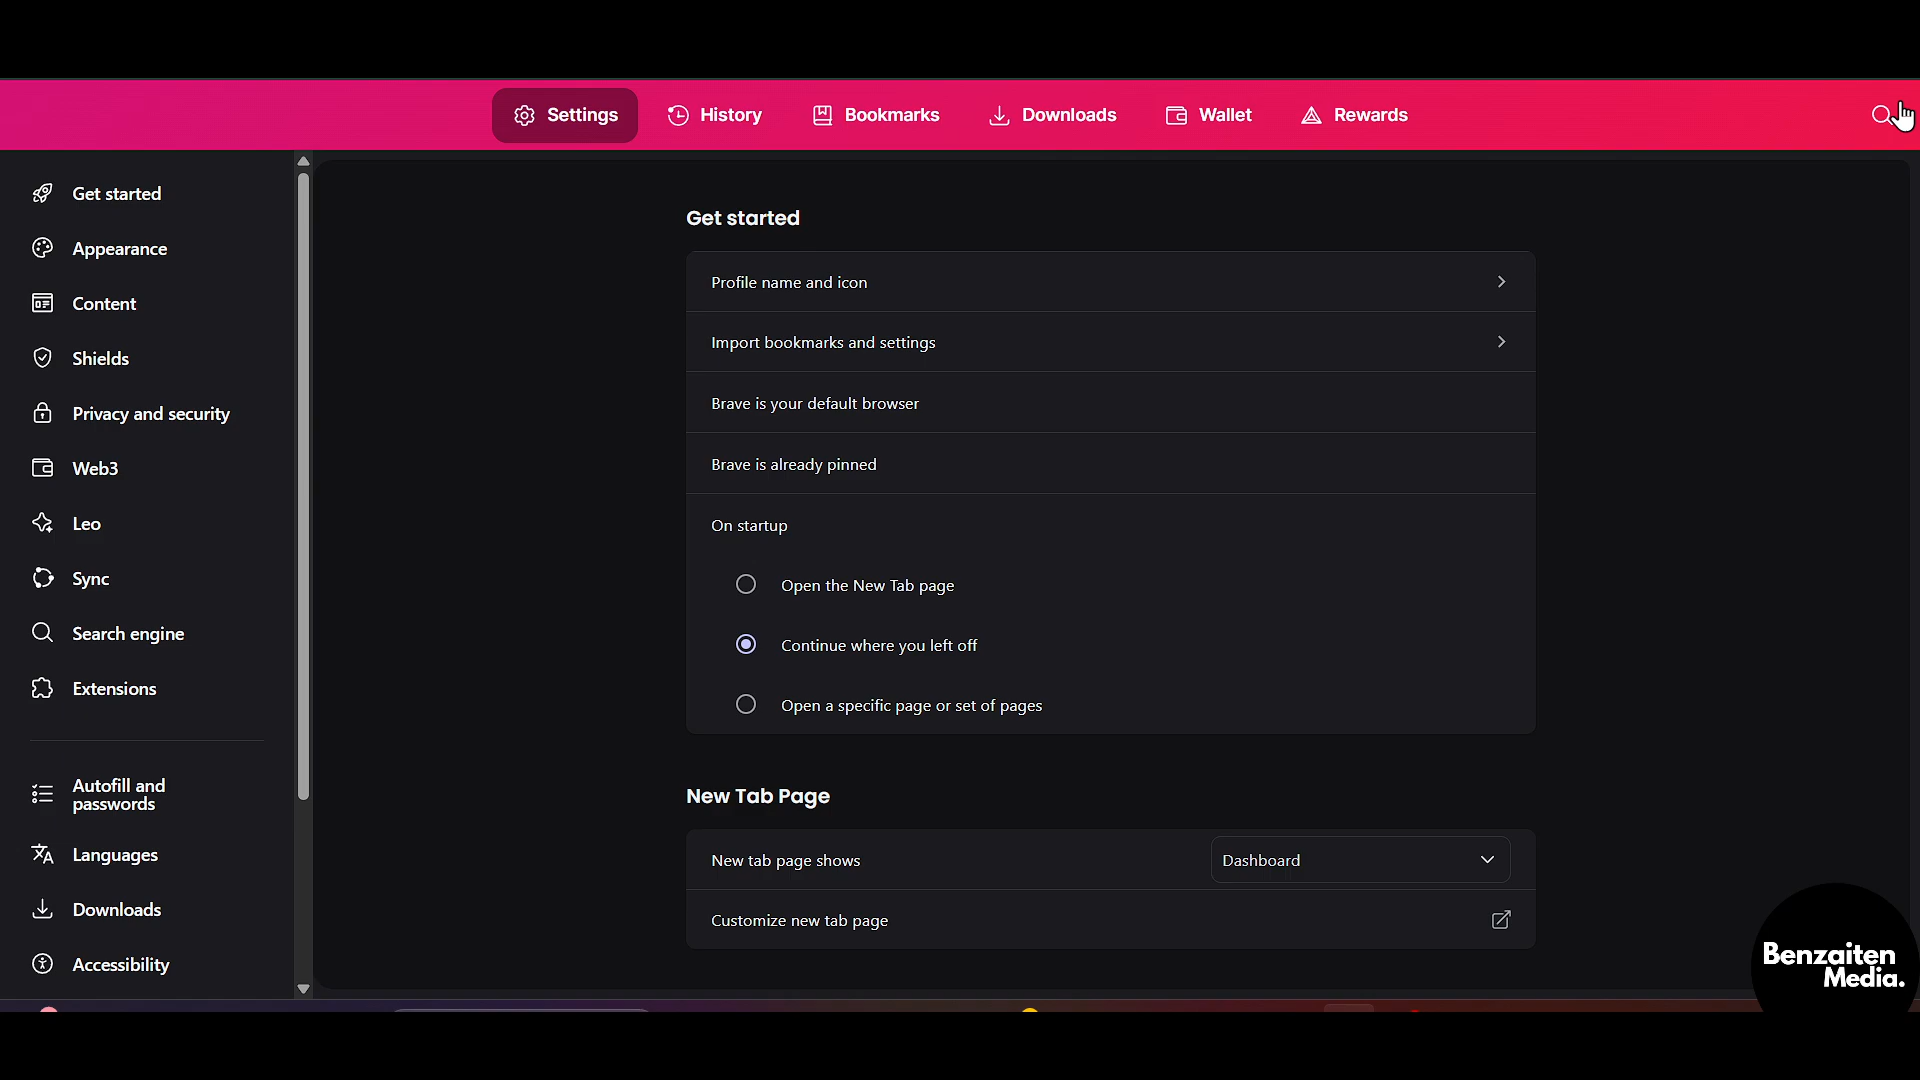 Settings
History
Bookmarks
Downloads
Wallet
Rewards
Get started
Appearance
Content
Shields
Privacy and security
Web3
Leo
Sync
Search engine
Extensions
Autofill and
passwords
Languages
Downloads
Accessibility
Get started
Profile name and icon
Import bookmarks and settings
Brave is your default browser
Brave is already pinned
On startup
Open the New Tab page
Continue where you left off
Open a specific page or set of pages
New Tab Page
New tab page shows
Dashboard
Customize new tab page
Benzaiten
Media.